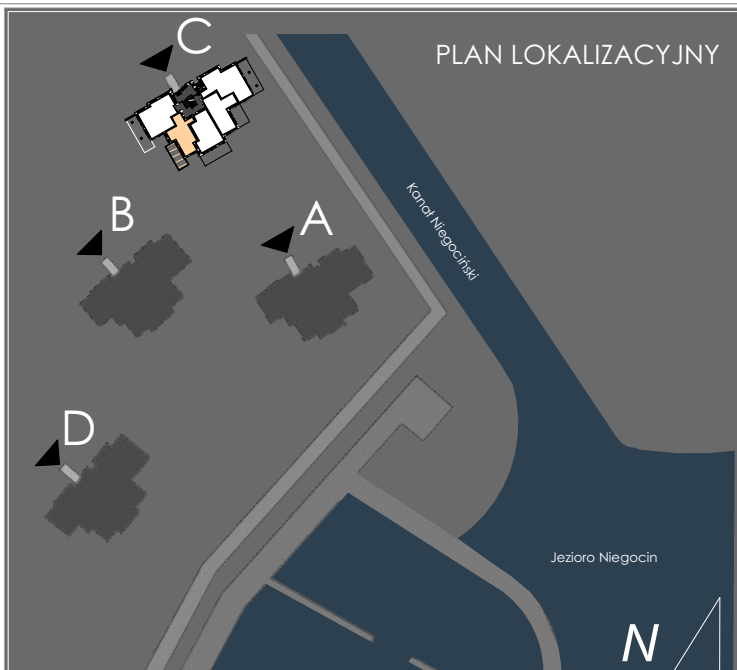 C
PLAN LOKALIZACYJNY
Kanał Niegociński
B
A
D
Jezioro Niegocin
N